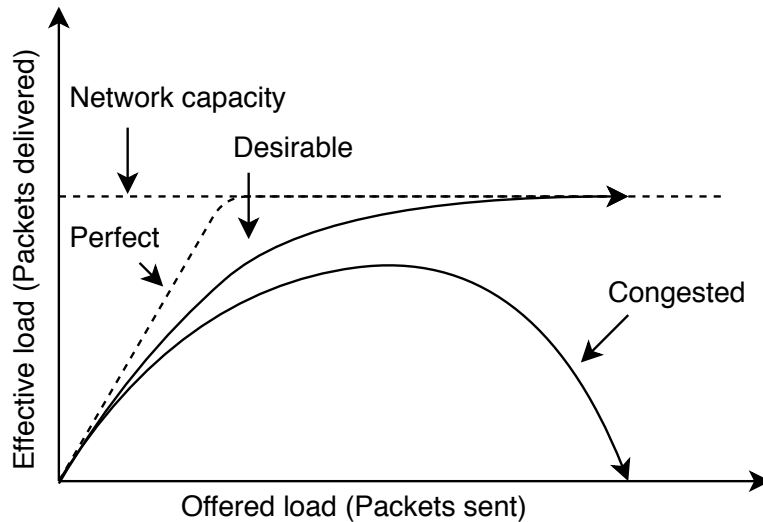 Effective load (Packets delivered)
Network capacity
Desirable
Perfect
Congested
Offered load (Packets sent)